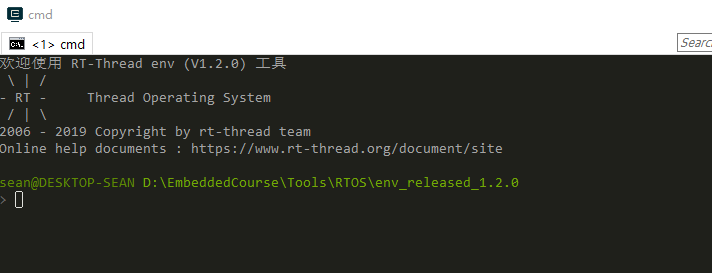 cmd
<1> cmd
Search
欢迎使用 RT-Thread env (V1.2.0) 工具
 \ | /
- RT -     Thread Operating System
 / | \
2006 - 2019 Copyright by rt-thread team
Online help documents : https://www.rt-thread.org/document/site
sean@DESKTOP-SEAN D:\EmbeddedCourse\Tools\RTOS\env_released_1.2.0
>